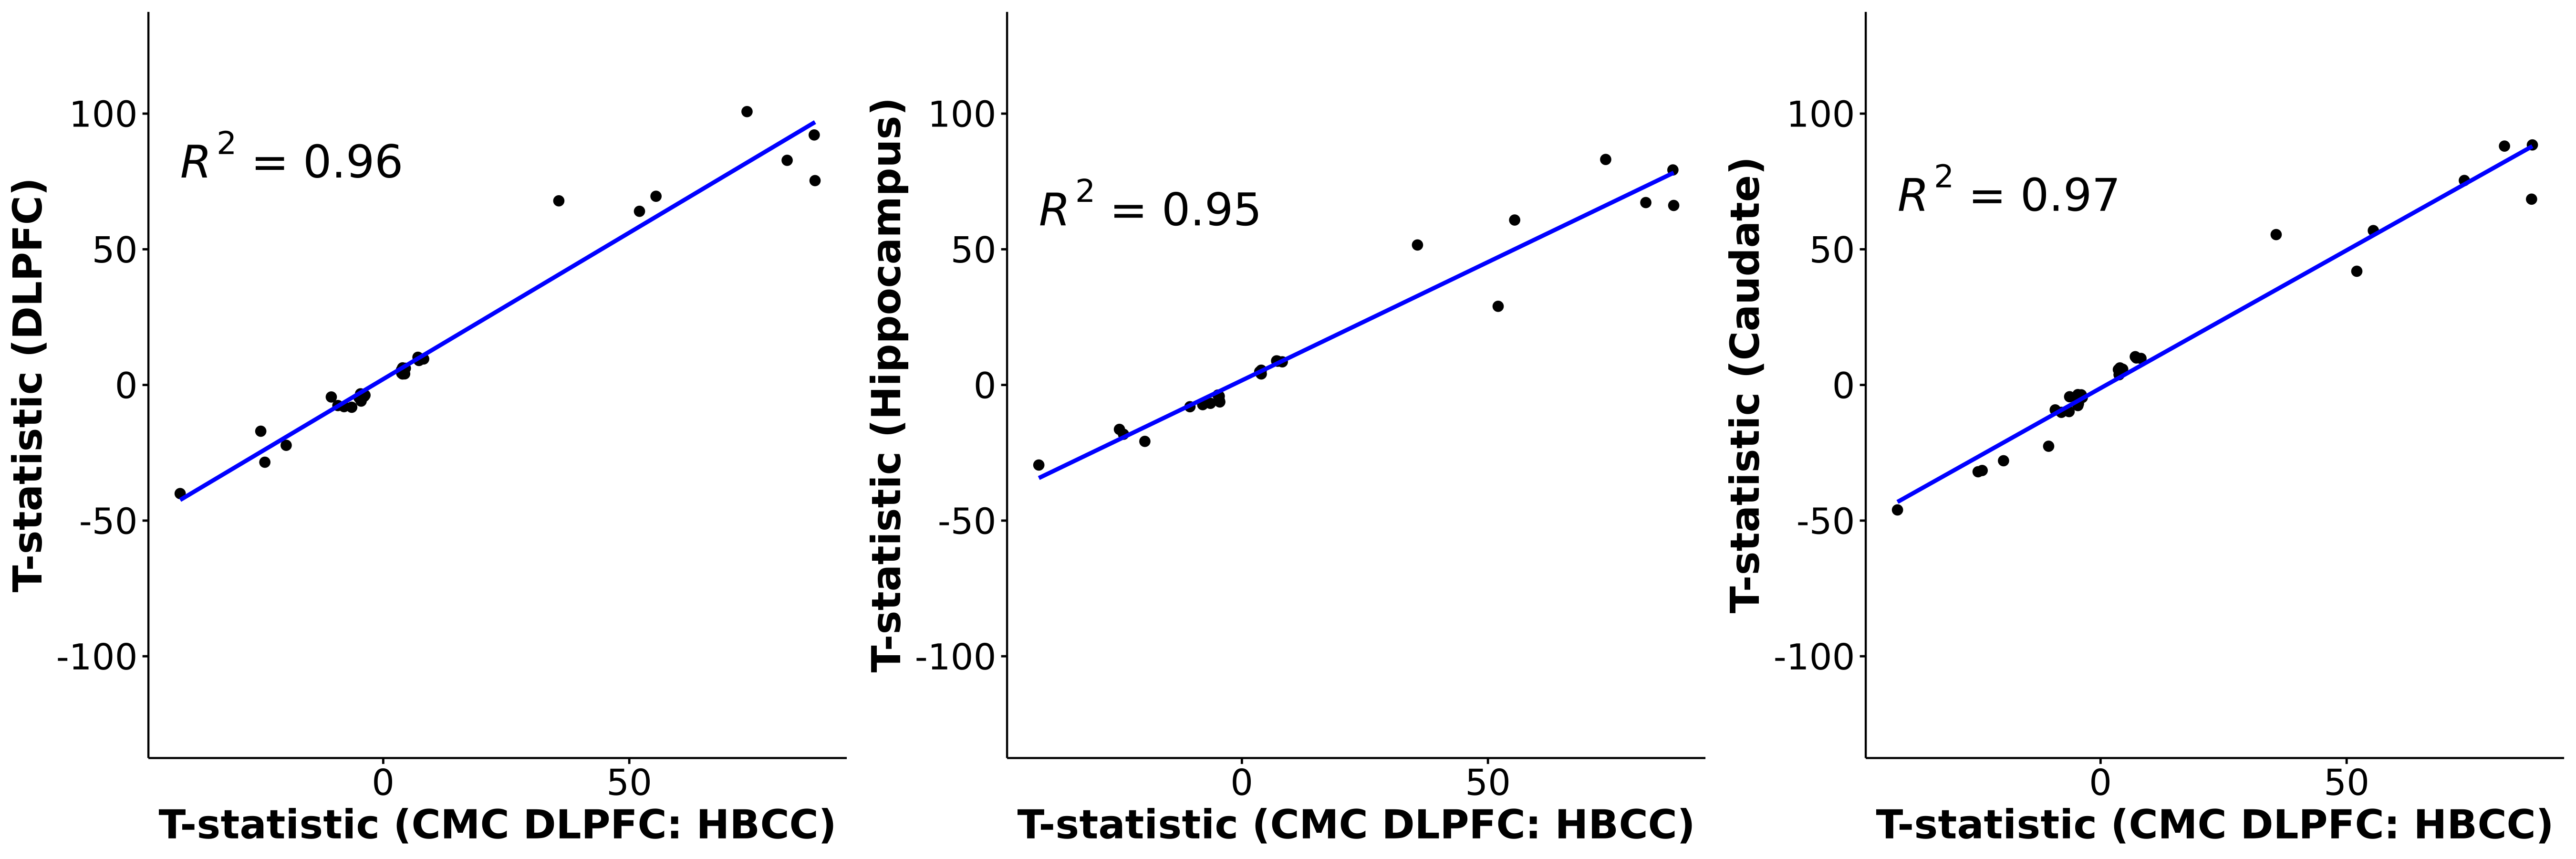 T-statistic (DLPFC)
100
50
0
-50
-100
R² = 0.96
0 50
T-statistic (CMC DLPFC: HBCC)
T-statistic (Hippocampus)
100
50
0
-50
-100
R² = 0.95
0 50
T-statistic (CMC DLPFC: HBCC)
T-statistic (Caudate)
100
50
0
-50
-100
R² = 0.97
0 50
T-statistic (CMC DLPFC: HBCC)